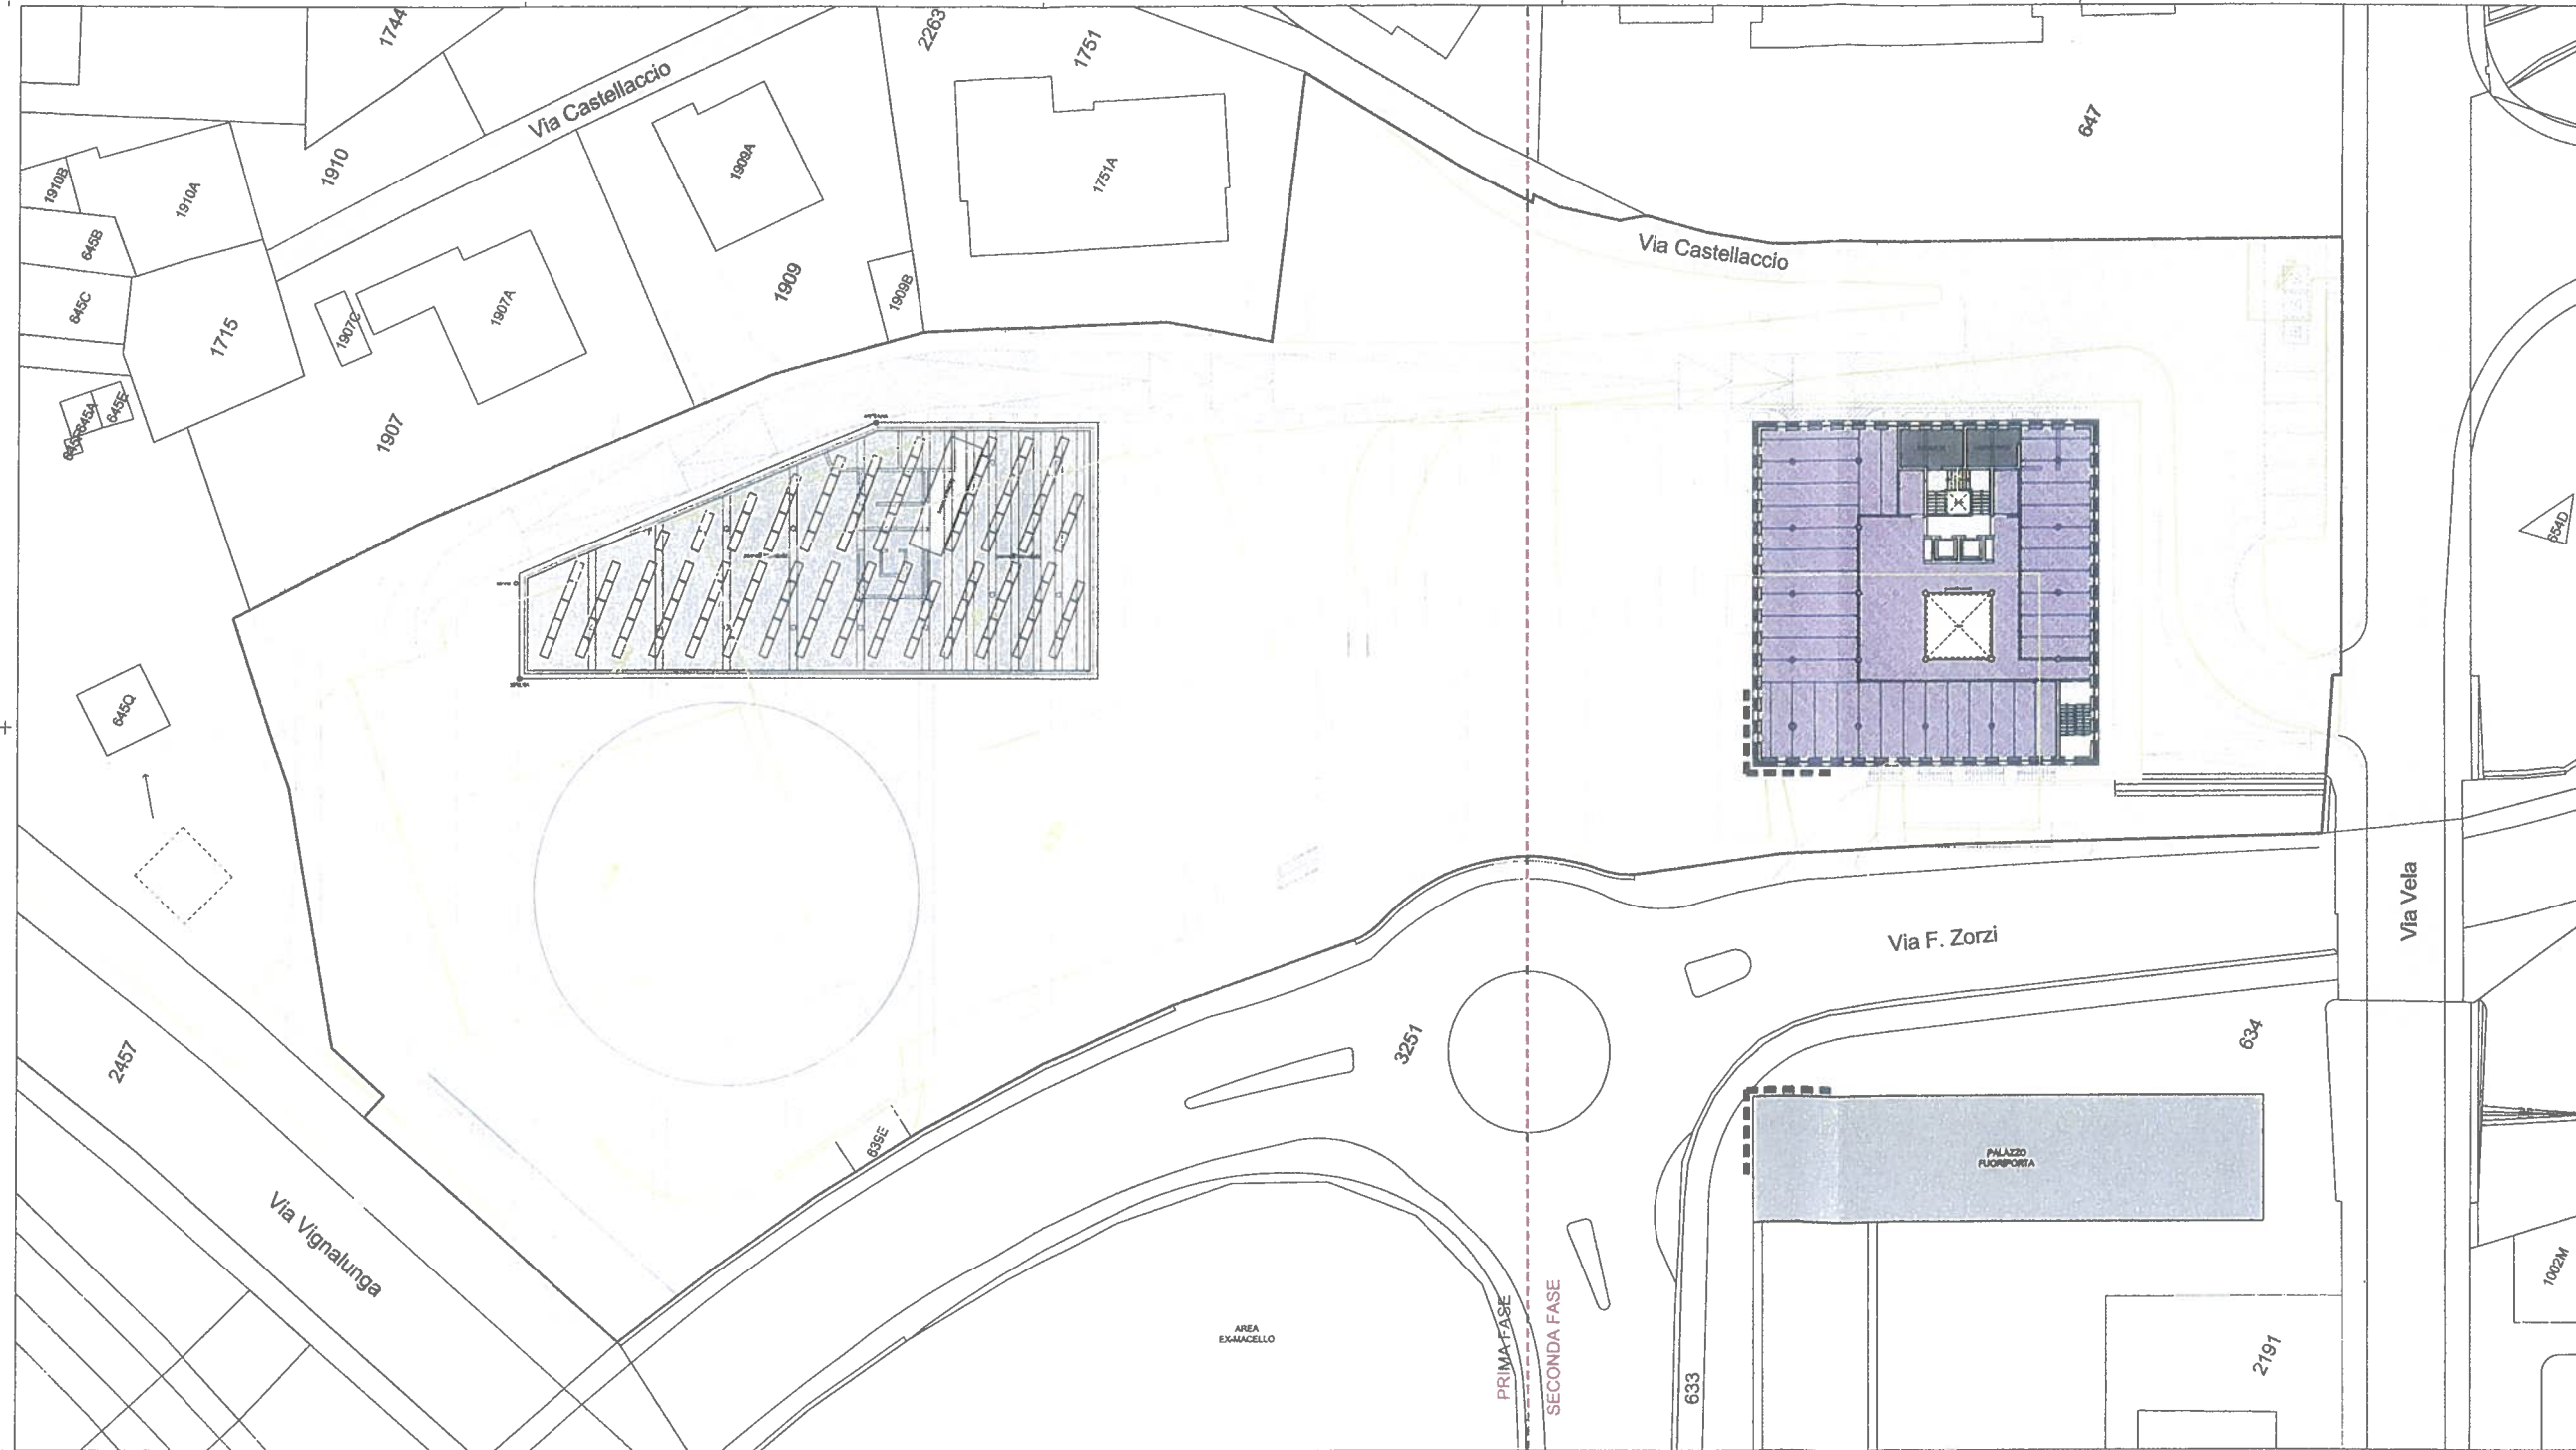 1744
2263
1751
Via Castellaccio
647
1910
1909A
1751A
1910B
1910A
645B
1909
1909B
Via Castellaccio
645C
1907C
1907A
1715
645A
645E
1907
654D
645Q
Via Vela
Via F. Zorzi
3251
634
2457
639E
PALAZZO
FUORIPORTA
Via Vignalunga
1002M
PRIMA FASE
SECONDA FASE
AREA
EX-MACELLO
633
2191